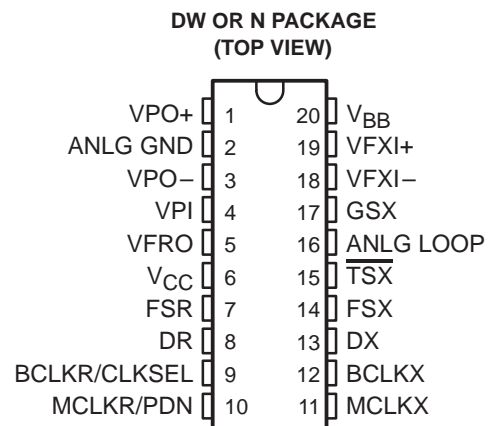 DW OR N PACKAGE
(TOP VIEW)
VPO+ 1 20 VBB
ANLG GND 2 19 VFXI+
VPO− 3 18 VFXI−
VPI 4 17 GSX
VFRO 5 16 ANLG LOOP
VCC 6 15 TSX
FSR 7 14 FSX
DR 8 13 DX
BCLKR/CLKSEL 9 12 BCLKX
MCLKR/PDN 10 11 MCLKX